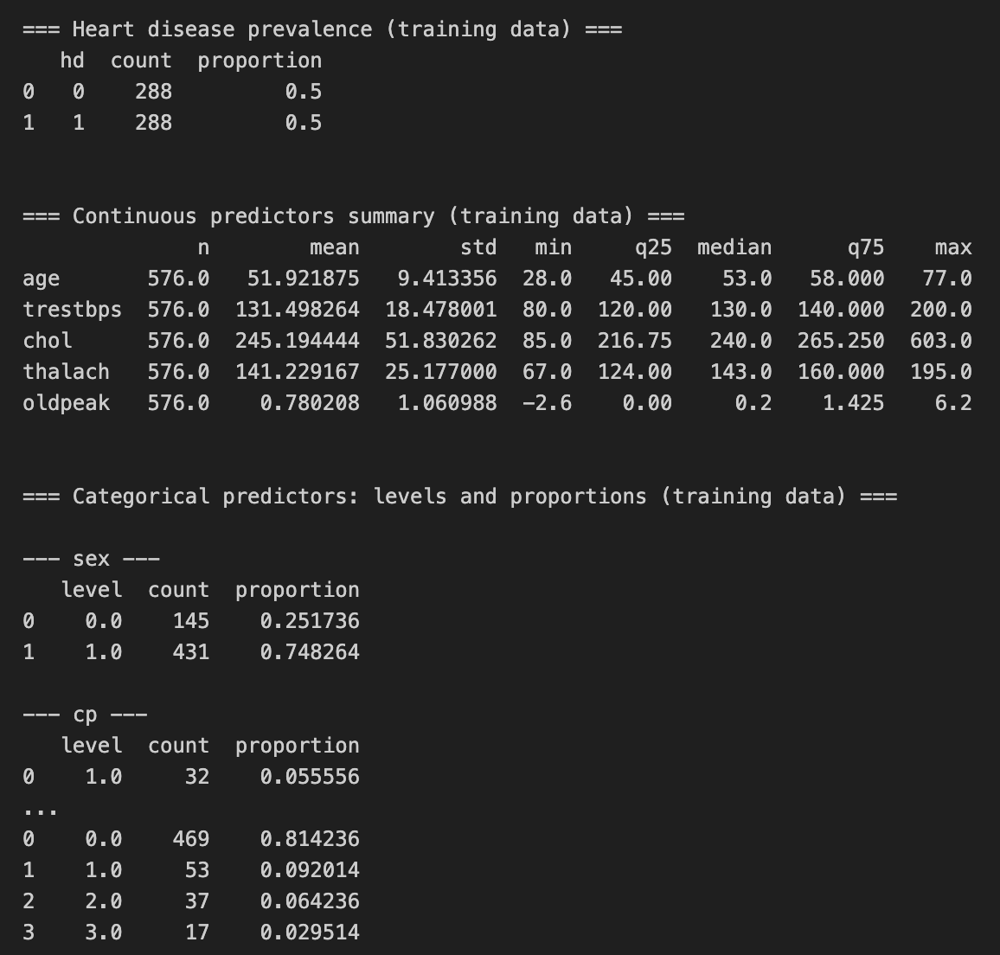 === Heart disease prevalence (training data) ===
   hd  count  proportion
0   0    288         0.5
1   1    288         0.5
=== Continuous predictors summary (training data) ===
              n        mean        std   min     q25  median      q75    max
age       576.0   51.921875   9.413356  28.0   45.00    53.0   58.000   77.0
trestbps  576.0  131.498264  18.478001  80.0  120.00   130.0  140.000  200.0
chol      576.0  245.194444  51.830262  85.0  216.75   240.0  265.250  603.0
thalach   576.0  141.229167  25.177000  67.0  124.00   143.0  160.000  195.0
oldpeak   576.0    0.780208   1.060988  -2.6    0.00     0.2    1.425    6.2
=== Categorical predictors: levels and proportions (training data) ===
--- sex ---
   level  count  proportion
0    0.0    145    0.251736
1    1.0    431    0.748264
--- cp ---
   level  count  proportion
0    1.0     32    0.055556
...
0    0.0    469    0.814236
1    1.0     53    0.092014
2    2.0     37    0.064236
3    3.0     17    0.029514